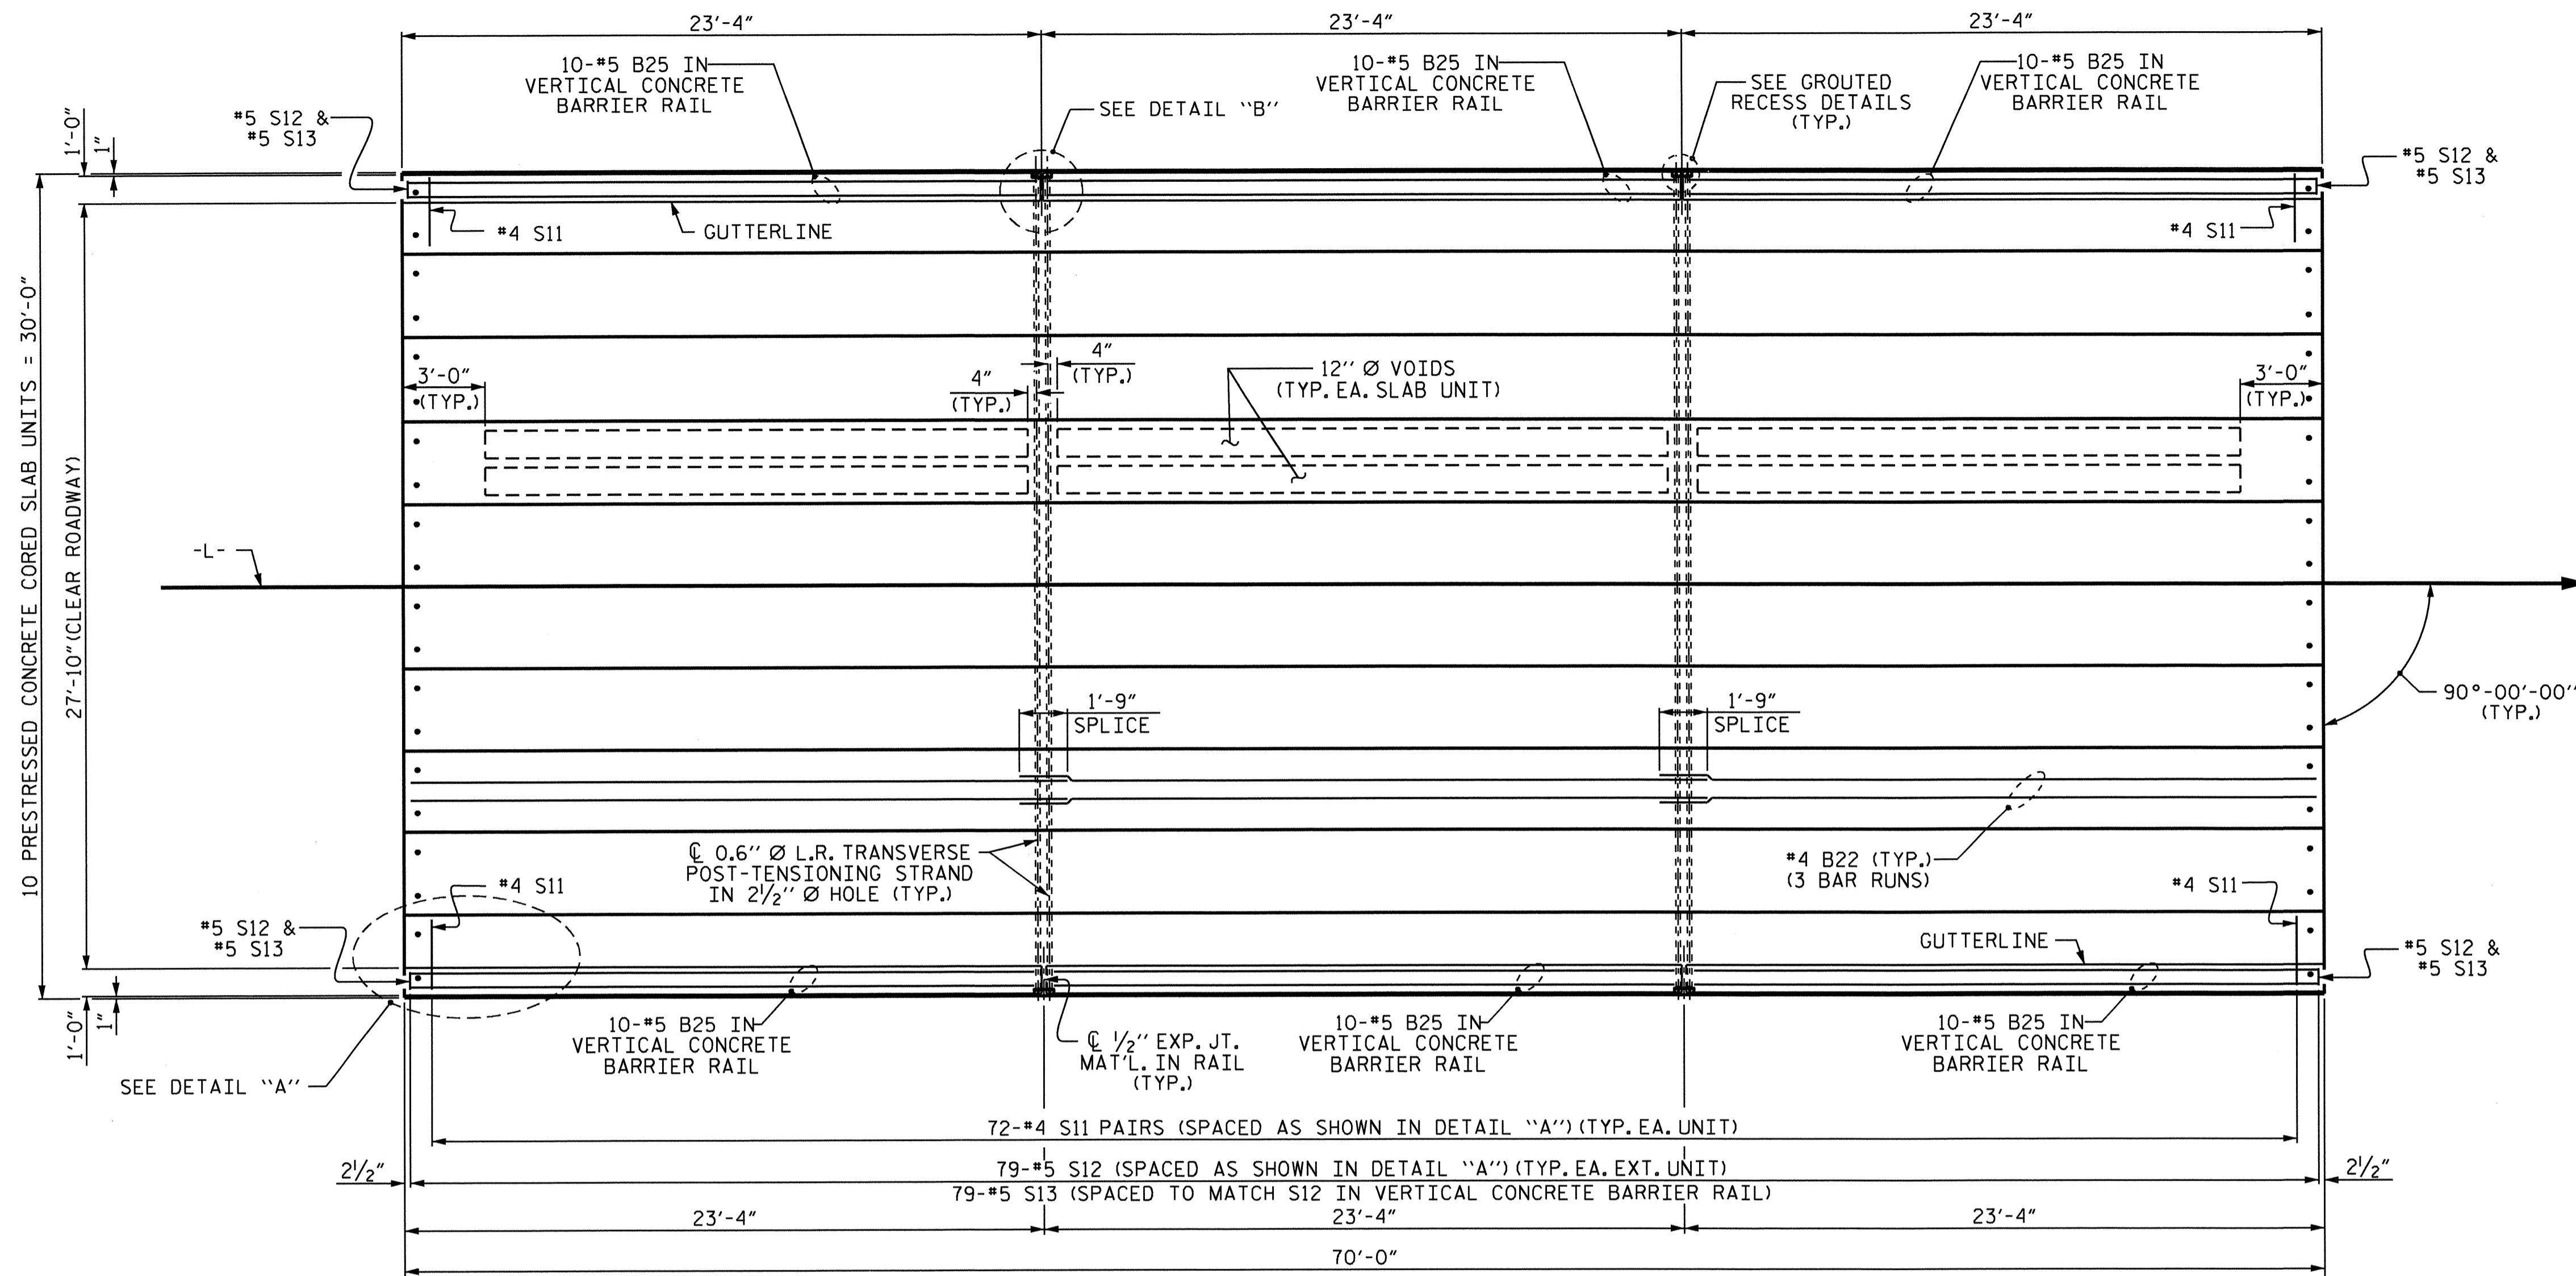 23'-4"
23'-4"
23'-4"
10-#5 B25 IN
VERTICAL CONCRETE
BARRIER RAIL
10-#5 B25 IN
VERTICAL CONCRETE
BARRIER RAIL
10-#5 B25 IN
VERTICAL CONCRETE
BARRIER RAIL
SEE GROUTED
RECESS DETAILS
(TYP.)
SEE DETAIL "B"
#5 S12 &
#5 S13
1'-0"
1"
#5 S12 &
#5 S13
#4 S11
GUTTERLINE
#4 S11
10 PRESTRESSED CONCRETE CORED SLAB UNITS = 30'-0"
27'-10" (CLEAR ROADWAY)
3'-0"
(TYP.)
4"
(TYP.)
4"
(TYP.)
12" Ø VOIDS
(TYP. EA. SLAB UNIT)
3'-0"
(TYP.)
-L-
90°-00'-00"
(TYP.)
1'-9"
SPLICE
1'-9"
SPLICE
℄ 0.6" Ø L.R. TRANSVERSE
POST-TENSIONING STRAND
IN 2½" Ø HOLE (TYP.)
#4 B22 (TYP.)
(3 BAR RUNS)
#4 S11
#4 S11
#5 S12 &
#5 S13
GUTTERLINE
#5 S12 &
#5 S13
1'-0"
1"
10-#5 B25 IN
VERTICAL CONCRETE
BARRIER RAIL
℄ ½" EXP. JT.
MAT'L. IN RAIL
(TYP.)
10-#5 B25 IN
VERTICAL CONCRETE
BARRIER RAIL
10-#5 B25 IN
VERTICAL CONCRETE
BARRIER RAIL
SEE DETAIL "A"
72-#4 S11 PAIRS (SPACED AS SHOWN IN DETAIL "A") (TYP. EA. UNIT)
2½"
79-#5 S12 (SPACED AS SHOWN IN DETAIL "A") (TYP. EA. EXT. UNIT)
2½"
79-#5 S13 (SPACED TO MATCH S12 IN VERTICAL CONCRETE BARRIER RAIL)
23'-4"
23'-4"
23'-4"
70'-0"